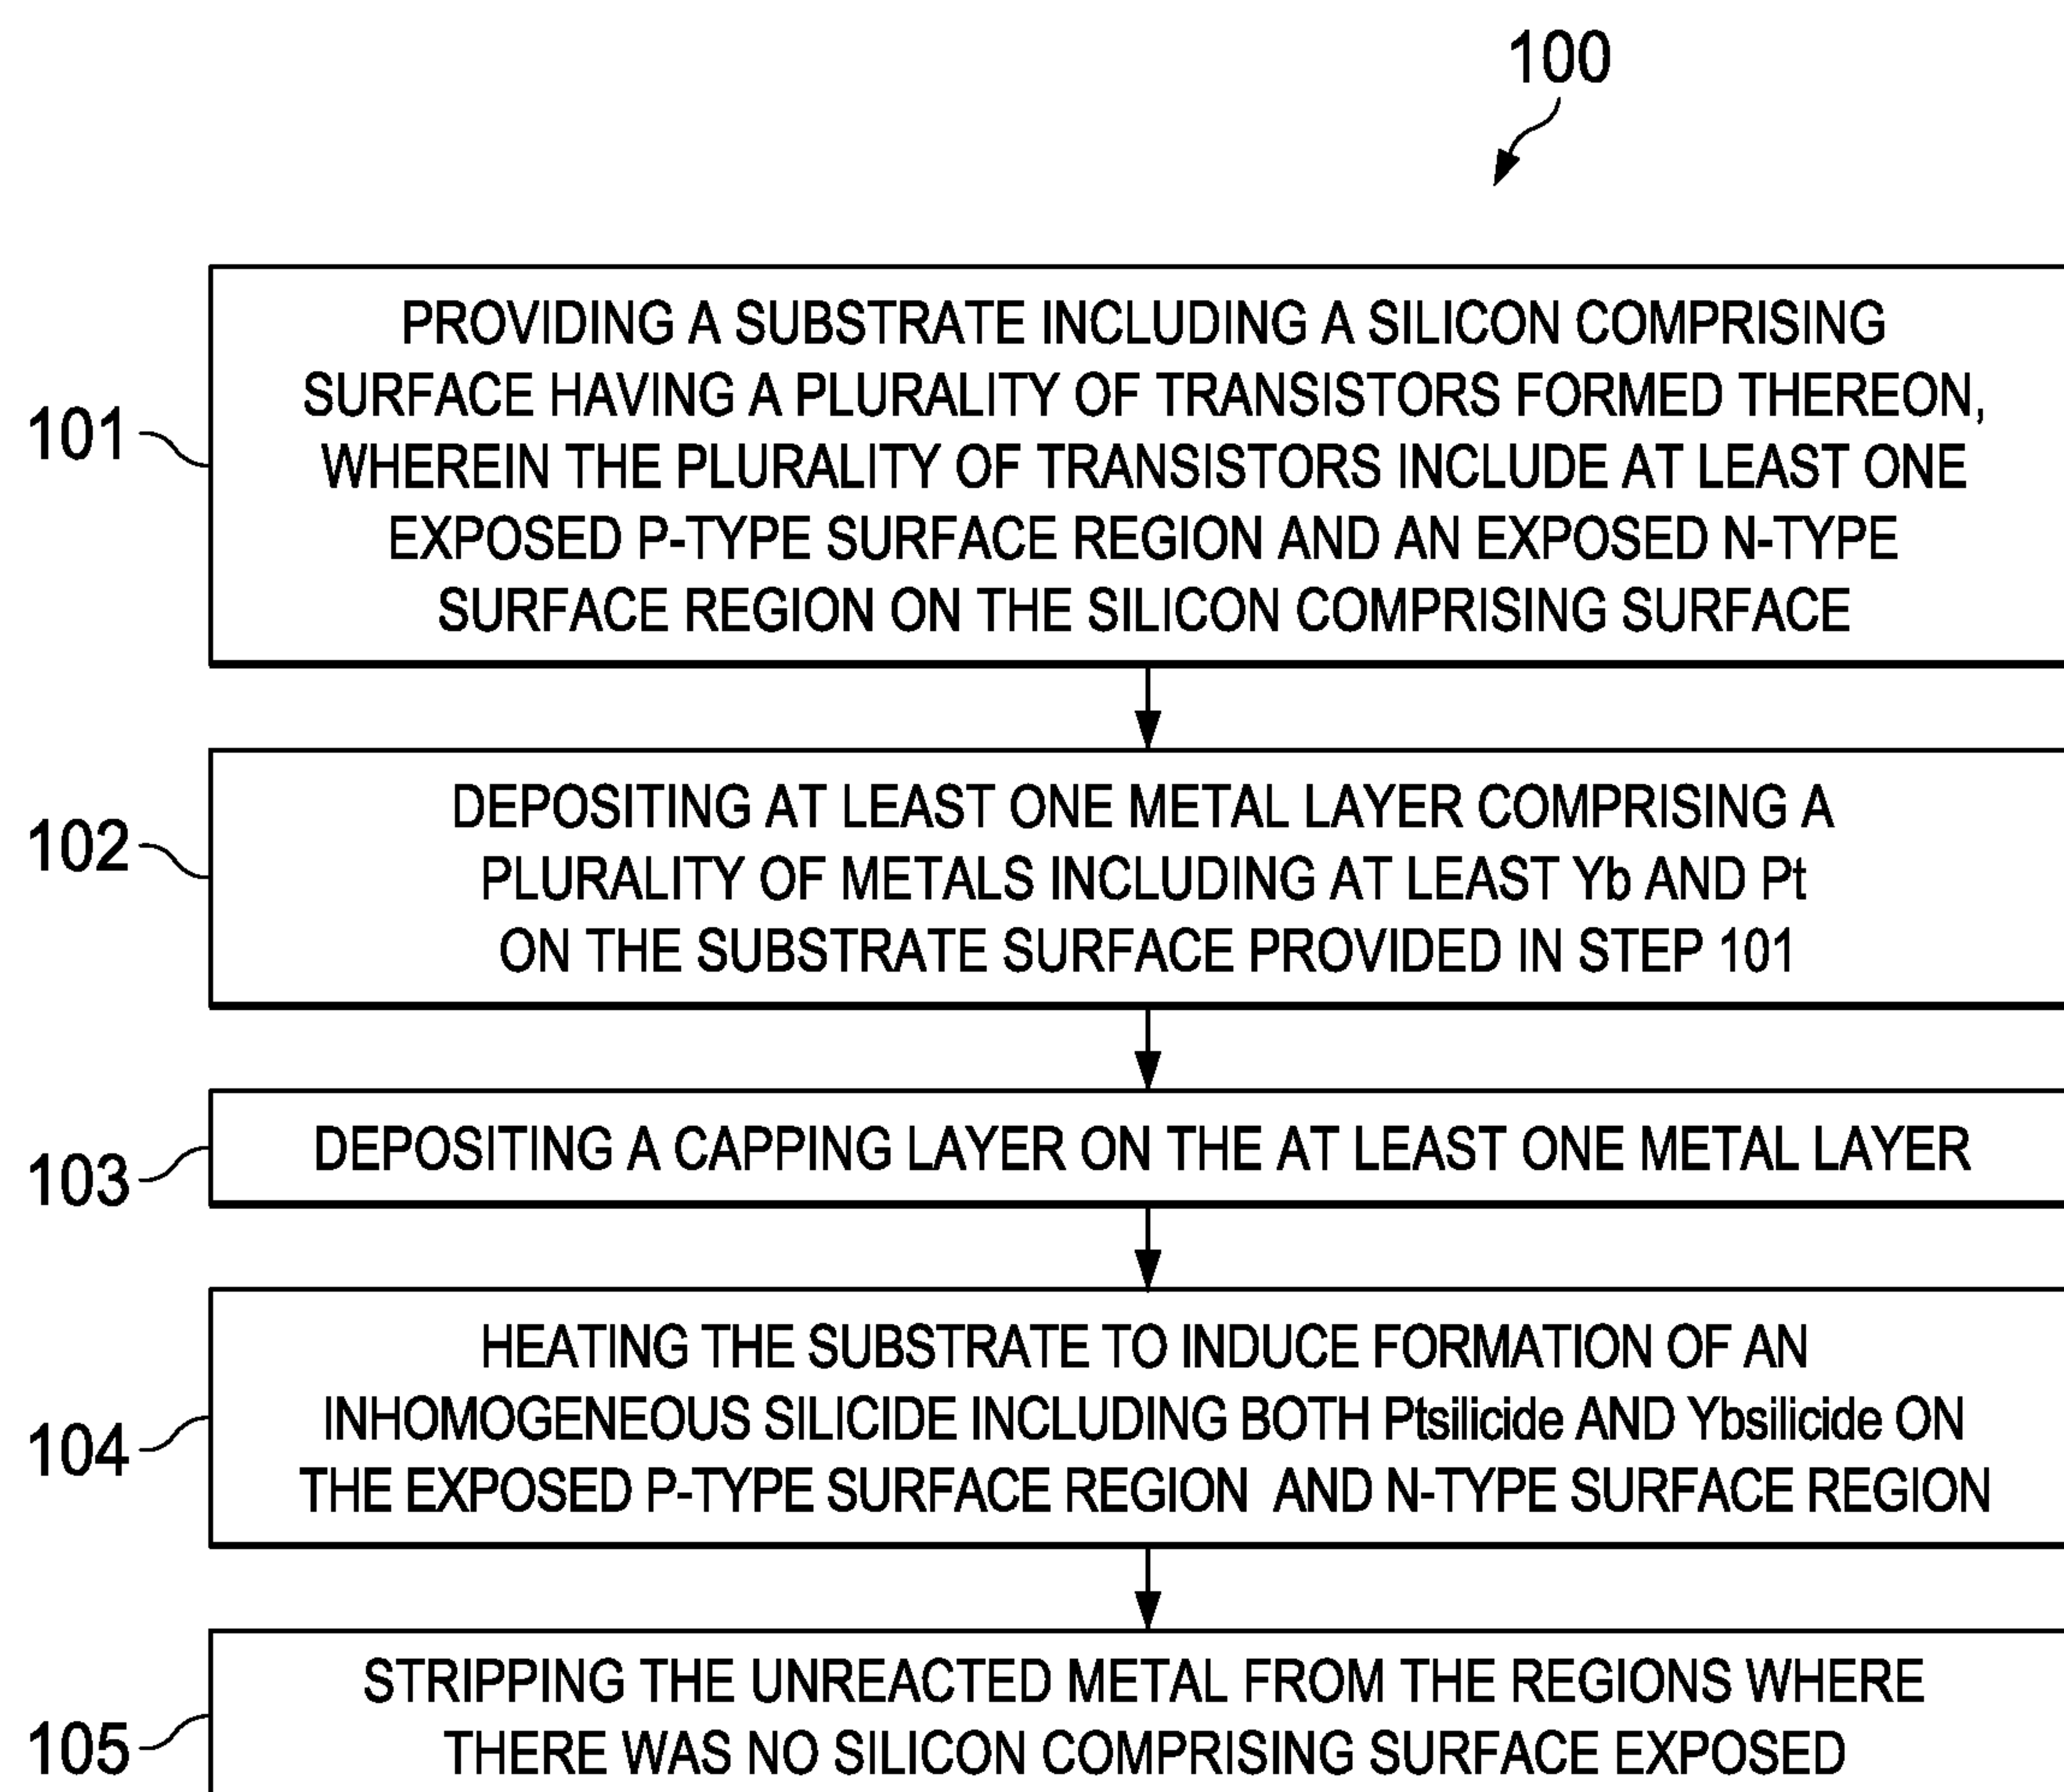 100
101
PROVIDING A SUBSTRATE INCLUDING A SILICON COMPRISING
SURFACE HAVING A PLURALITY OF TRANSISTORS FORMED THEREON,
WHEREIN THE PLURALITY OF TRANSISTORS INCLUDE AT LEAST ONE
EXPOSED P-TYPE SURFACE REGION AND AN EXPOSED N-TYPE
SURFACE REGION ON THE SILICON COMPRISING SURFACE
102
DEPOSITING AT LEAST ONE METAL LAYER COMPRISING A
PLURALITY OF METALS INCLUDING AT LEAST Yb AND Pt
ON THE SUBSTRATE SURFACE PROVIDED IN STEP 101
103
DEPOSITING A CAPPING LAYER ON THE AT LEAST ONE METAL LAYER
104
HEATING THE SUBSTRATE TO INDUCE FORMATION OF AN
INHOMOGENEOUS SILICIDE INCLUDING BOTH Ptsilicide AND Ybsilicide ON
THE EXPOSED P-TYPE SURFACE REGION AND N-TYPE SURFACE REGION
105
STRIPPING THE UNREACTED METAL FROM THE REGIONS WHERE
THERE WAS NO SILICON COMPRISING SURFACE EXPOSED